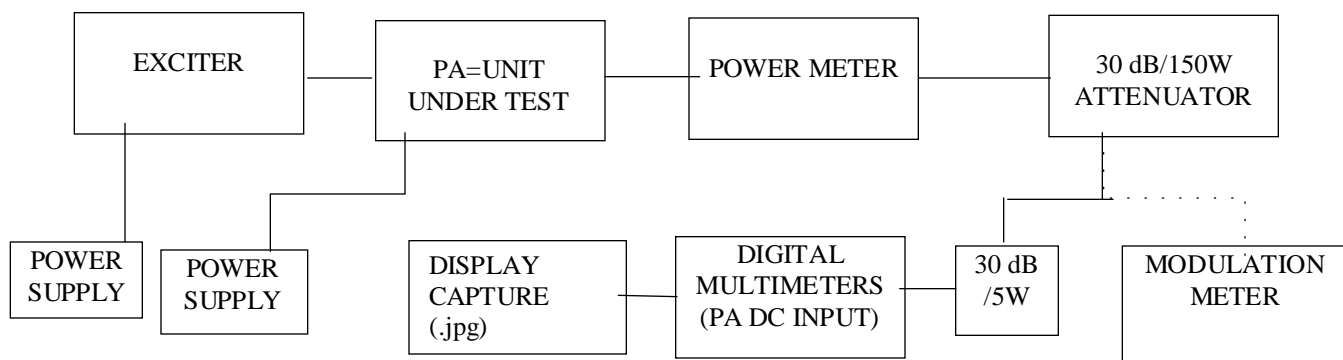 EXCITER
PA=UNIT
UNDER TEST
POWER METER
30 dB/150W
ATTENUATOR
POWER
SUPPLY
POWER
SUPPLY
DISPLAY
CAPTURE
(.jpg)
DIGITAL
MULTIMETERS
(PA DC INPUT)
30 dB
/5W
MODULATION
METER